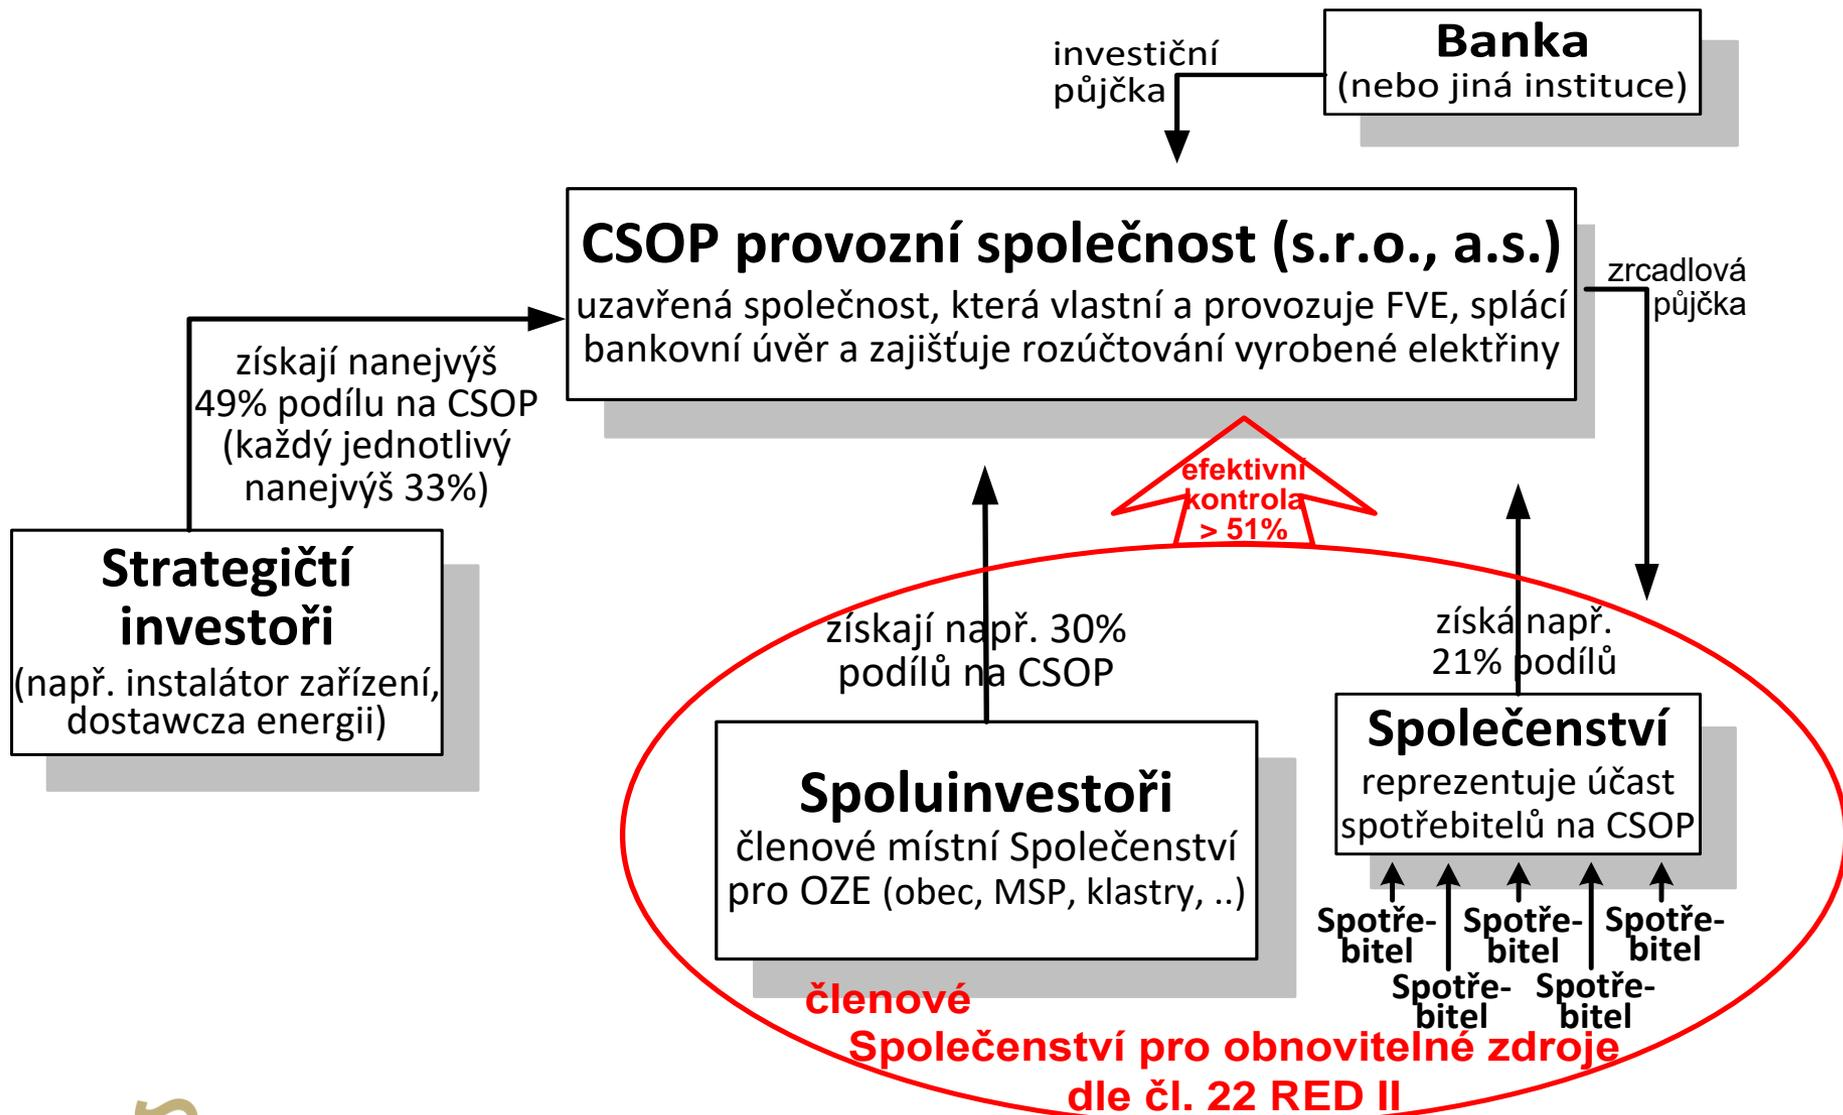 investiční
půjčka
Banka
(nebo jiná instituce)
CSOP provozní společnost (s.r.o., a.s.)
uzavřená společnost, která vlastní a provozuje FVE, splácí
bankovní úvěr a zajišťuje rozúčtování vyrobené elektřiny
zrcadlová
půjčka
získají nanejvýš
49% podílu na CSOP
(každý jednotlivý
nanejvýš 33%)
Strategičtí
investoři
(např. instalátor zařízení,
dostawcza energii)
efektivní
kontrola
> 51%
získají např. 30%
podílů na CSOP
získá např.
21% podílů
Spoluinvestoři
členové místní Společenství
pro OZE (obec, MSP, klastry, ..)
Společenství
reprezentuje účast
spotřebitelů na CSOP
Spotře-
bitel
Spotře-
bitel
Spotře-
bitel
Spotře-
bitel
Spotře-
bitel
členové
Společenství pro obnovitelné zdroje
dle čl. 22 RED II